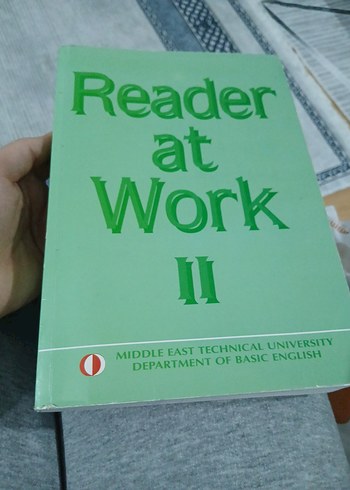 Reader
at
Work
II
MIDDLE EAST TECHNICAL UNIVERSITY
DEPARTMENT OF BASIC ENGLISH